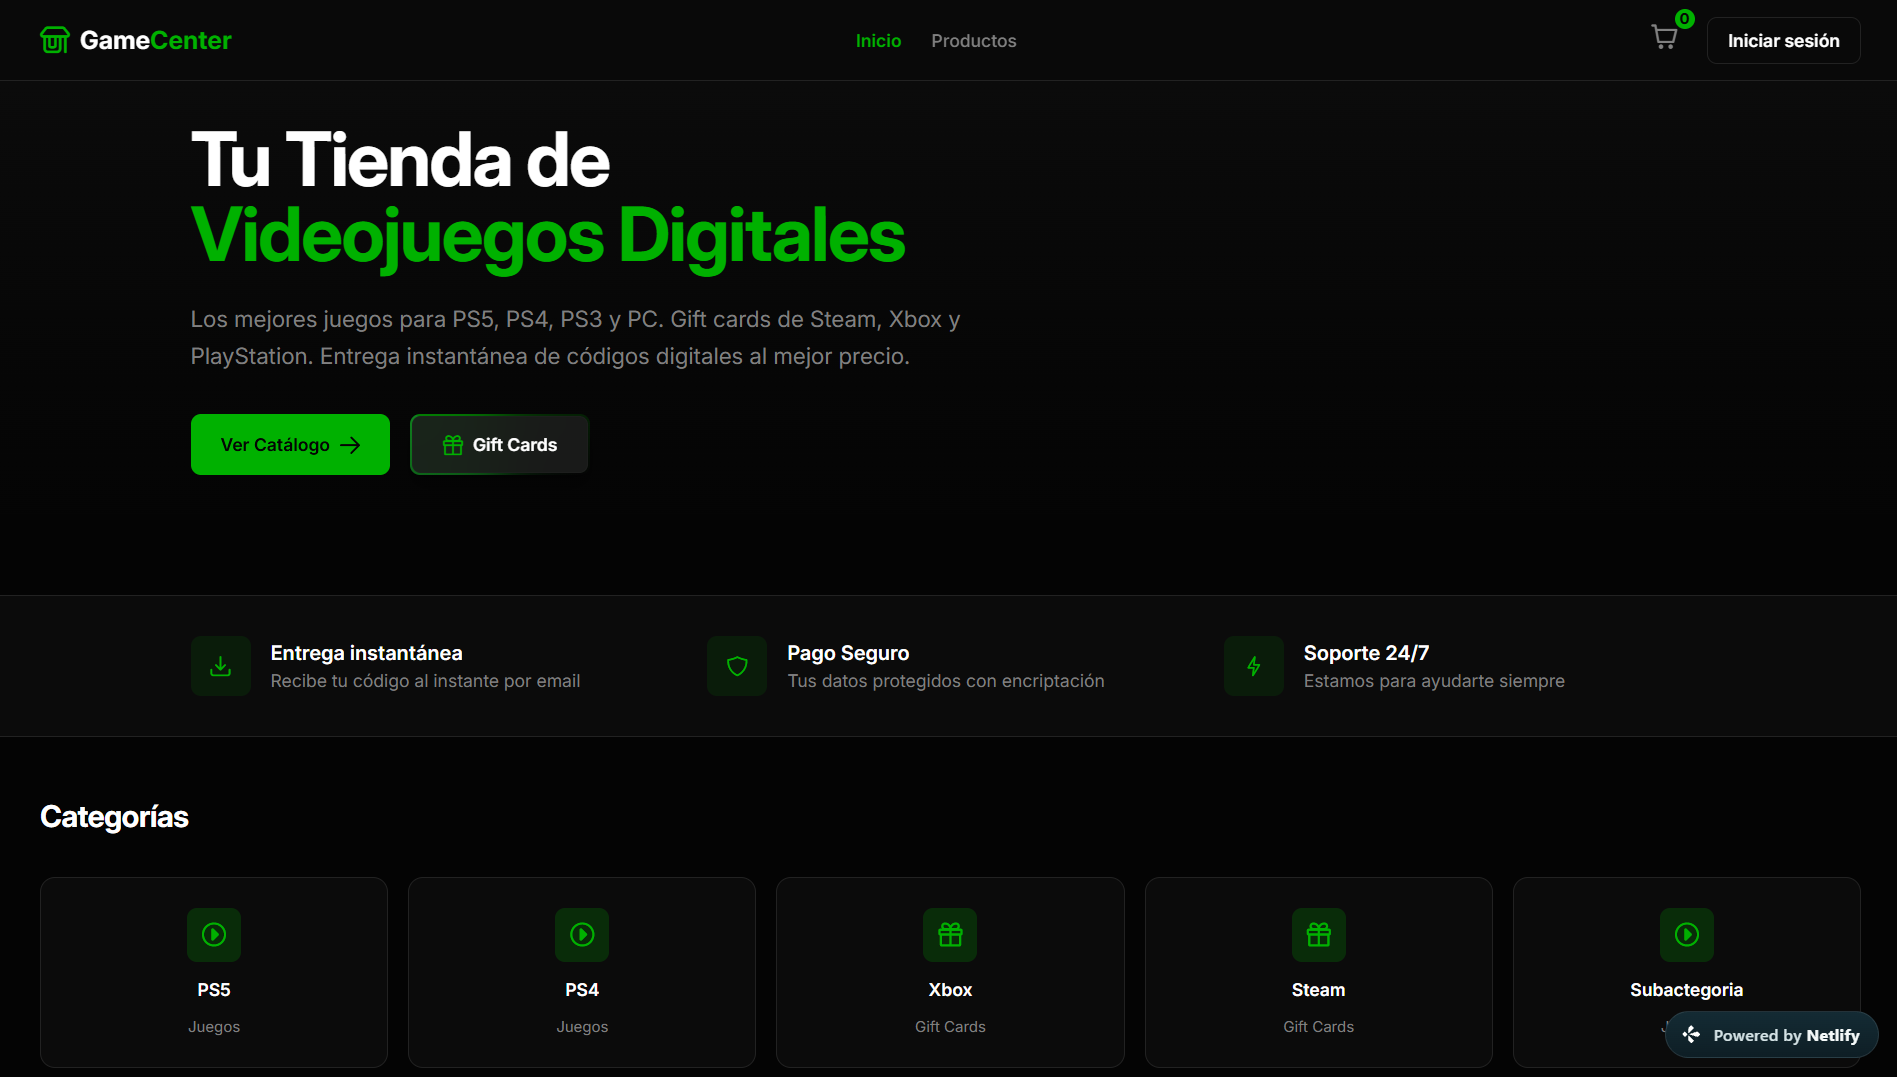 GameCenter
Inicio
Productos
0
Iniciar sesión
Tu Tienda de
Videojuegos Digitales
Los mejores juegos para PS5, PS4, PS3 y PC. Gift cards de Steam, Xbox y
PlayStation. Entrega instantánea de códigos digitales al mejor precio.
Ver Catálogo
Gift Cards
Entrega instantánea
Recibe tu código al instante por email
Pago Seguro
Tus datos protegidos con encriptación
Soporte 24/7
Estamos para ayudarte siempre
Categorías
PS5
Juegos
PS4
Juegos
Xbox
Gift Cards
Steam
Gift Cards
Subactegoria
Powered by Netlify